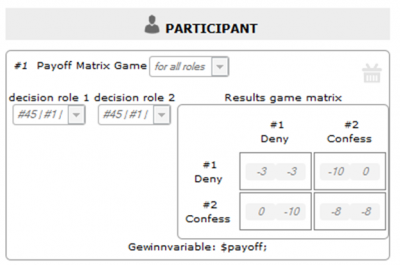 PARTICIPANT
#1 Payoff Matrix Game for all roles
decision role 1 decision role 2 Results game matrix
#45 | #1 | #45 | #1 |
#1 #2
Deny Confess
#1
Deny -3 -3 -10 0
#2
Confess 0 -10 -8 -8
Gewinnvariable: $payoff;